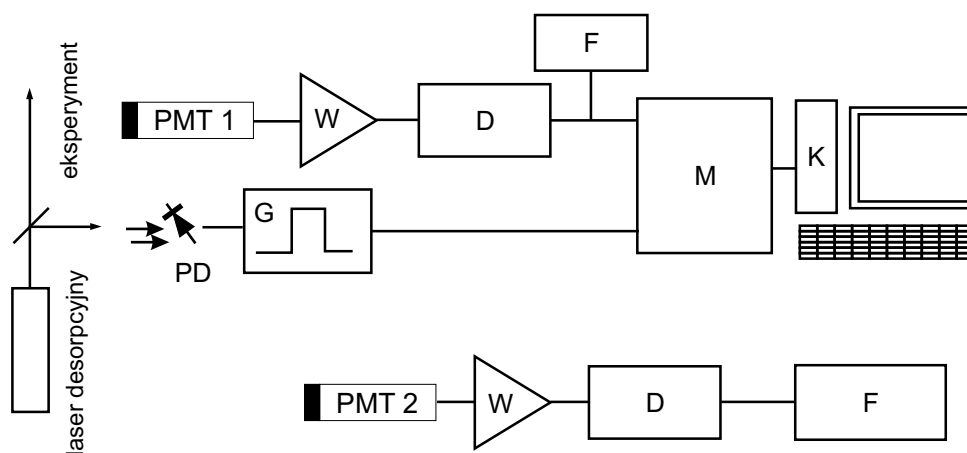 eksperyment
laser desorpcyjny
PMT 1
W
D
F
M
K
G
PD
PMT 2
W
D
F